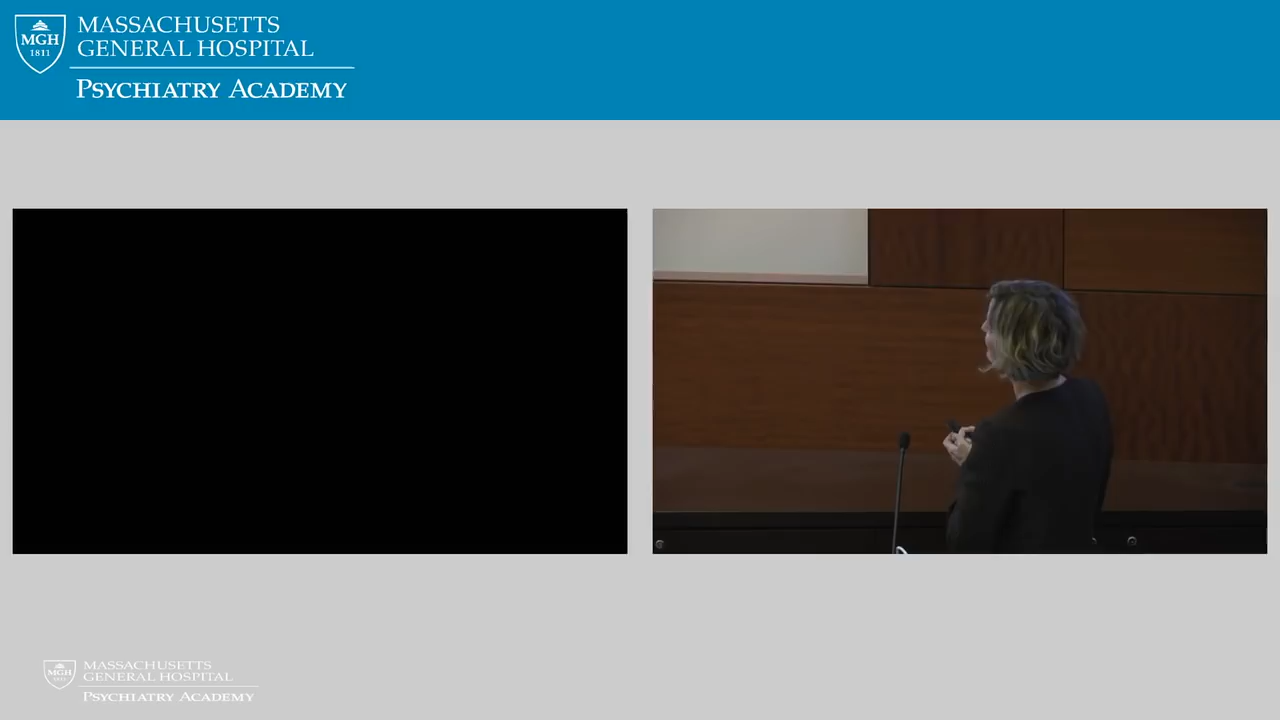 MASSACHUSETTS
GENERAL HOSPITAL
PSYCHIATRY ACADEMY
MGH
1811
MASSACHUSETTS
GENERAL HOSPITAL
PSYCHIATRY ACADEMY
MGH
1811